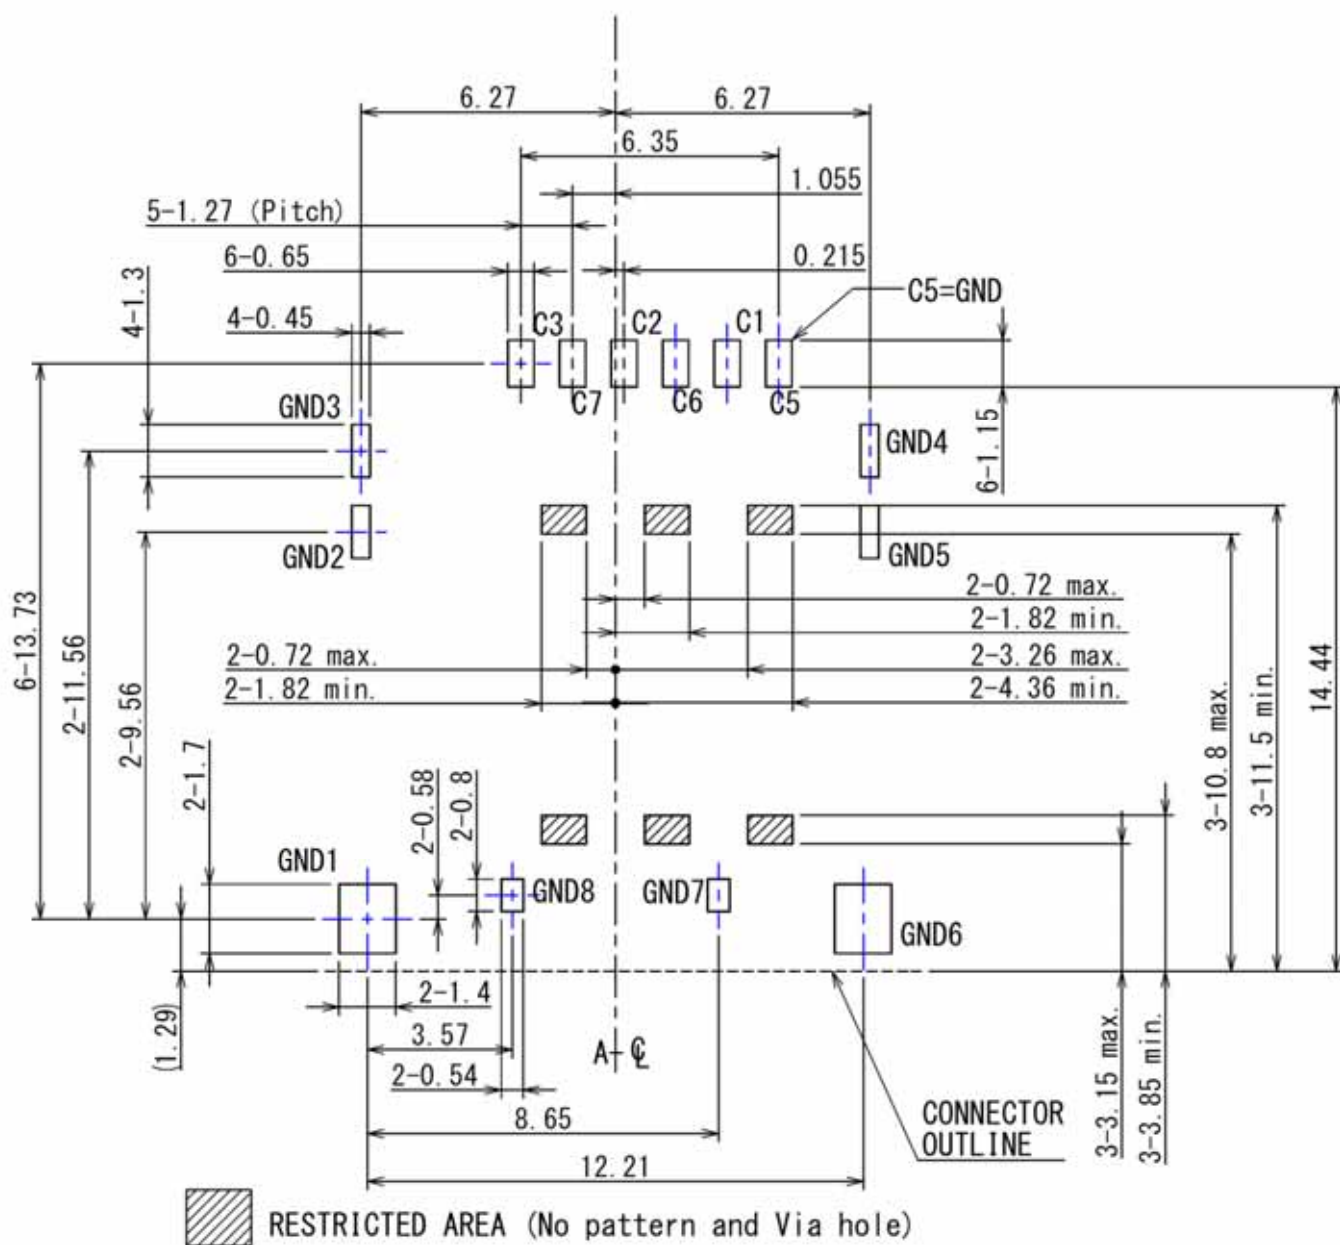 6.27 6.27
6.35
1.055
5-1.27 (Pitch)
6-0.65
0.215
4-1.3
4-0.45
C5=GND
C3 C2 C1
C7 C6 C5
GND3
GND4
6-1.15
GND2
GND5
2-0.72 max.
2-1.82 min.
2-0.72 max. 2-3.26 max.
2-1.82 min. 2-4.36 min.
6-13.73
2-11.56
2-9.56
2-1.7
2-0.58
2-0.8
3-10.8 max.
3-11.5 min.
14.44
GND1
GND8 GND7
GND6
(1.29)
2-1.4
3.57
2-0.54
A-℄
8.65
12.21
CONNECTOR
OUTLINE
3-3.15 max.
3-3.85 min.
RESTRICTED AREA (No pattern and Via hole)